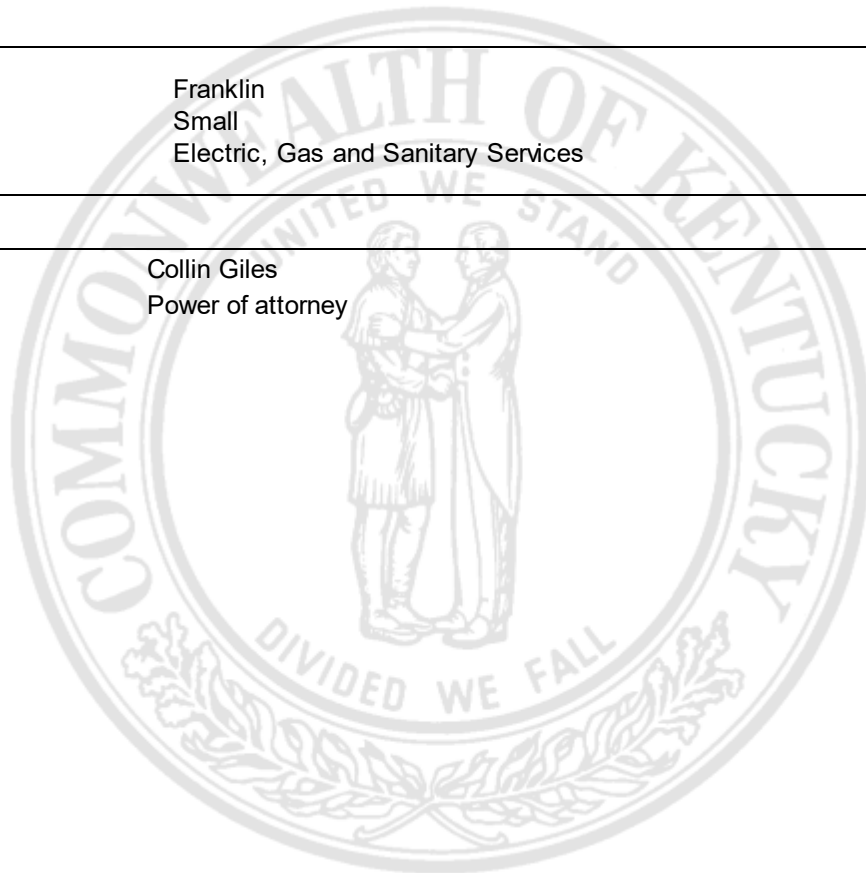 Franklin
Small
Electric, Gas and Sanitary Services
Collin Giles
Power of attorney
COMMONWEALTH OF KENTUCKY
UNITED WE STAND
DIVIDED WE FALL